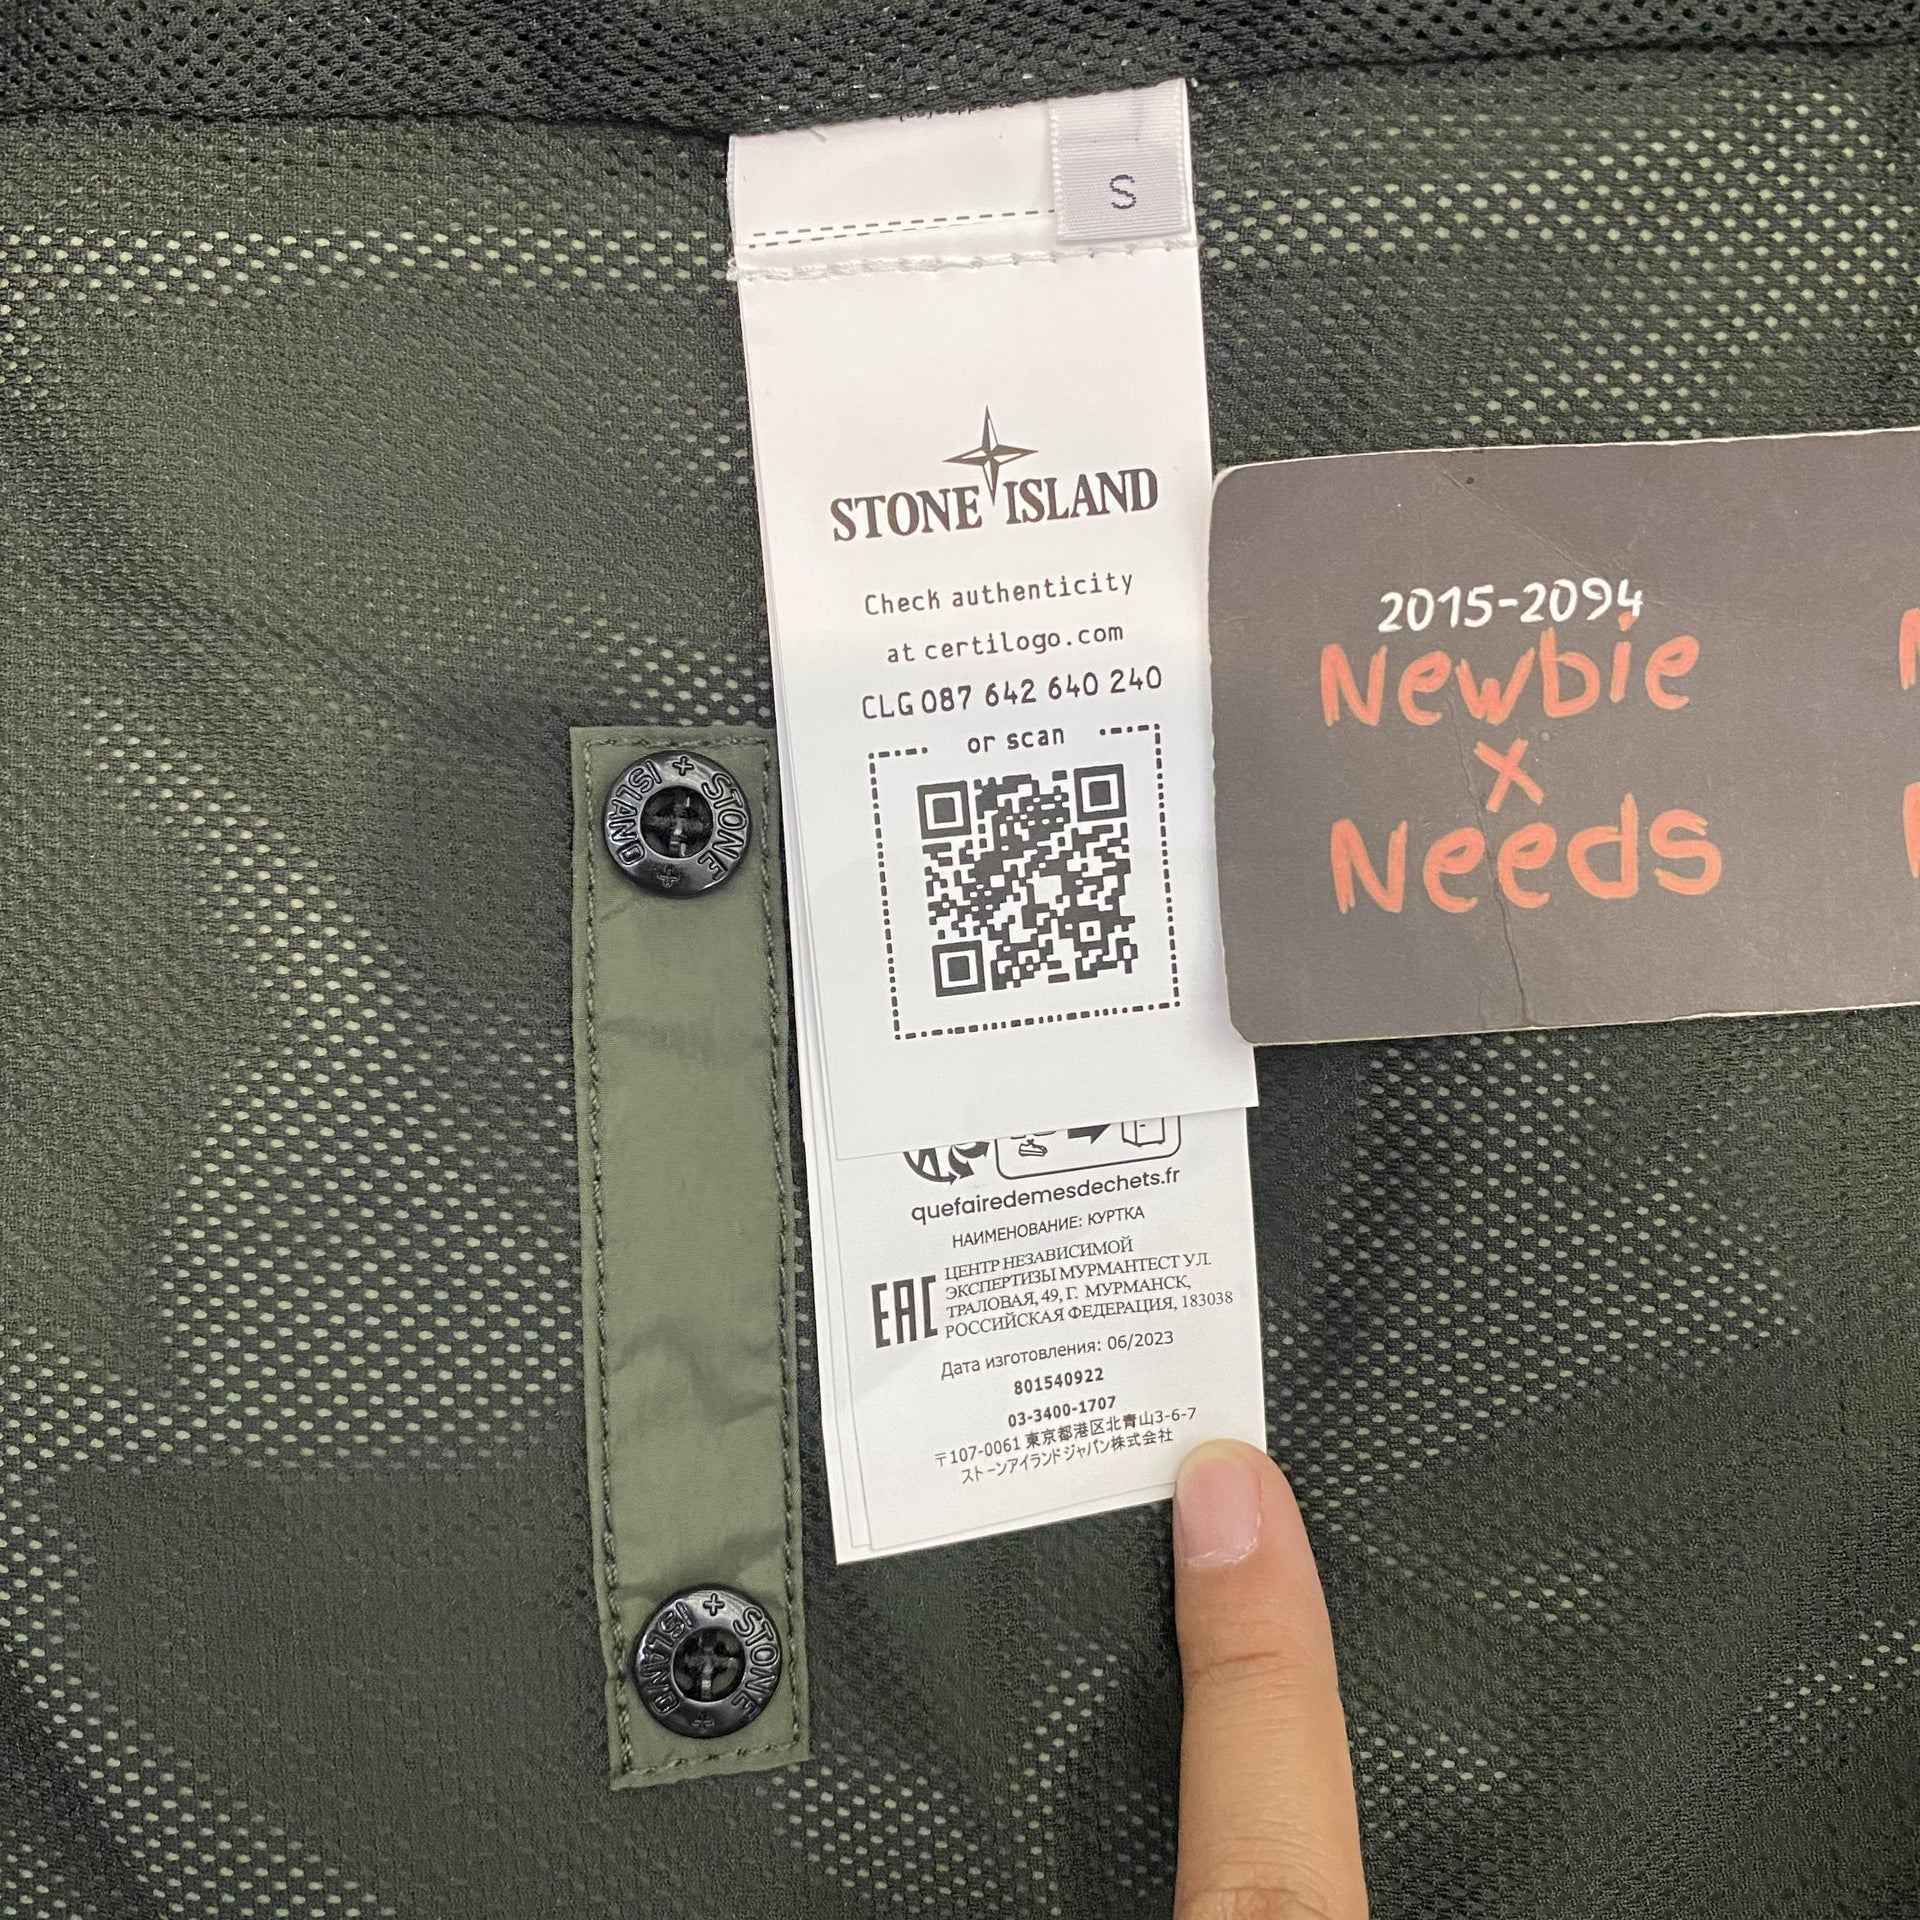 S
STONE ISLAND
Check authenticity
at certilogo.com
CLG 087 642 640 240
or scan
quefairedemesdechets.fr
НАИМЕНОВАНИЕ: КУРТКА
EAC
ЦЕНТР НЕЗАВИСИМОЙ
ЭКСПЕРТИЗЫ МУРМАНТЕСТ УЛ.
ТРАЛОВАЯ, 49, Г. МУРМАНСК,
РОССИЙСКАЯ ФЕДЕРАЦИЯ, 183038
Дата изготовления: 06/2023
801540922
03-3400-1707
〒107-0061 東京都港区北青山3-6-7
ストーンアイランドジャパン株式会社
STONE ISLAND
STONE ISLAND
2015-2094
Newbie
x
Needs